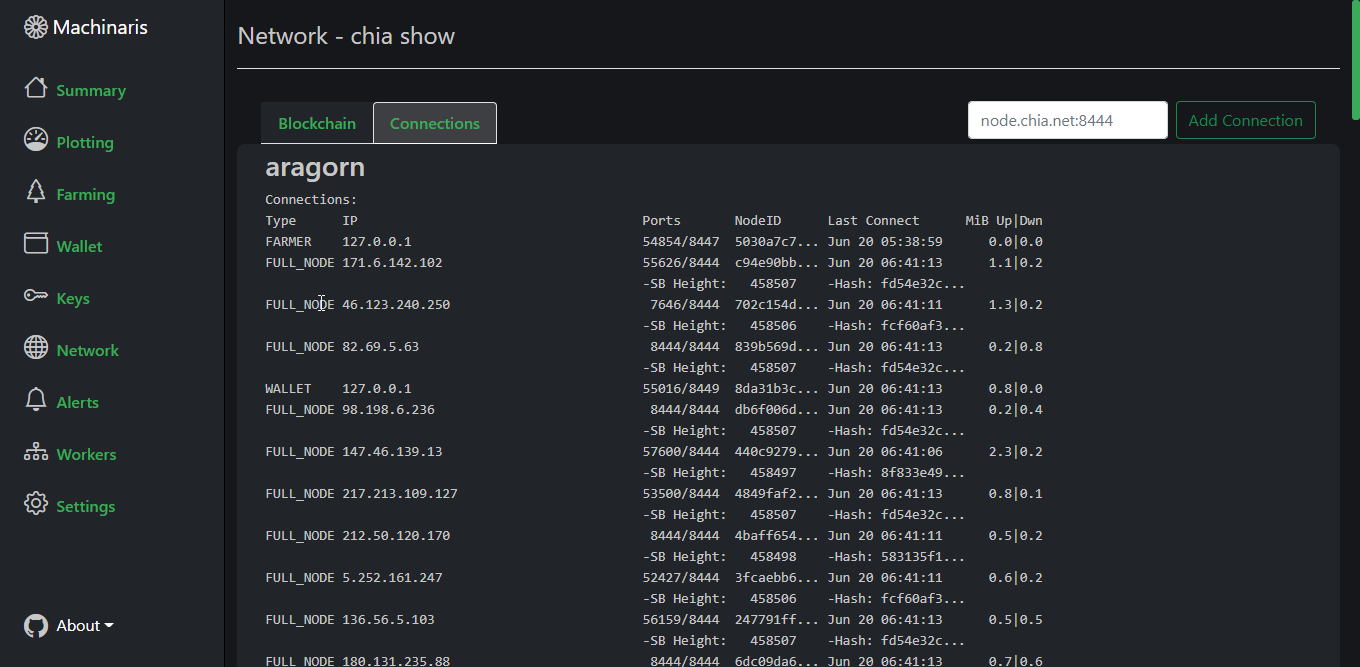 Machinaris
Summary
Plotting
Farming
Wallet
Keys
Network
Alerts
Workers
Settings
About
Network - chia show
Blockchain
Connections
node.chia.net:8444
Add Connection
aragorn
Connections:
Type IP Ports NodeID Last Connect MiB Up|Dwn
FARMER 127.0.0.1 54854/8447 5030a7c7... Jun 20 05:38:59 0.0|0.0
FULL_NODE 171.6.142.102 55626/8444 c94e90bb... Jun 20 06:41:13 1.1|0.2
-SB Height: 458507 -Hash: fd54e32c...
FULL_NODE 46.123.240.250 7646/8444 702c154d... Jun 20 06:41:11 1.3|0.2
-SB Height: 458506 -Hash: fcf60af3...
FULL_NODE 82.69.5.63 8444/8444 839b569d... Jun 20 06:41:13 0.2|0.8
-SB Height: 458507 -Hash: fd54e32c...
WALLET 127.0.0.1 55016/8449 8da31b3c... Jun 20 06:41:13 0.8|0.0
FULL_NODE 98.198.6.236 8444/8444 db6f006d... Jun 20 06:41:13 0.2|0.4
-SB Height: 458507 -Hash: fd54e32c...
FULL_NODE 147.46.139.13 57600/8444 440c9279... Jun 20 06:41:06 2.3|0.2
-SB Height: 458497 -Hash: 8f833e49...
FULL_NODE 217.213.109.127 53500/8444 4849faf2... Jun 20 06:41:13 0.8|0.1
-SB Height: 458507 -Hash: fd54e32c...
FULL_NODE 212.50.120.170 8444/8444 4baff654... Jun 20 06:41:11 0.5|0.2
-SB Height: 458498 -Hash: 583135f1...
FULL_NODE 5.252.161.247 52427/8444 3fcaebb6... Jun 20 06:41:11 0.6|0.2
-SB Height: 458506 -Hash: fcf60af3...
FULL_NODE 136.56.5.103 56159/8444 247791ff... Jun 20 06:41:13 0.5|0.5
-SB Height: 458507 -Hash: fd54e32c...
FULL_NODE 180.131.235.88 8444/8444 6dc09da6... Jun 20 06:41:13 0.7|0.6